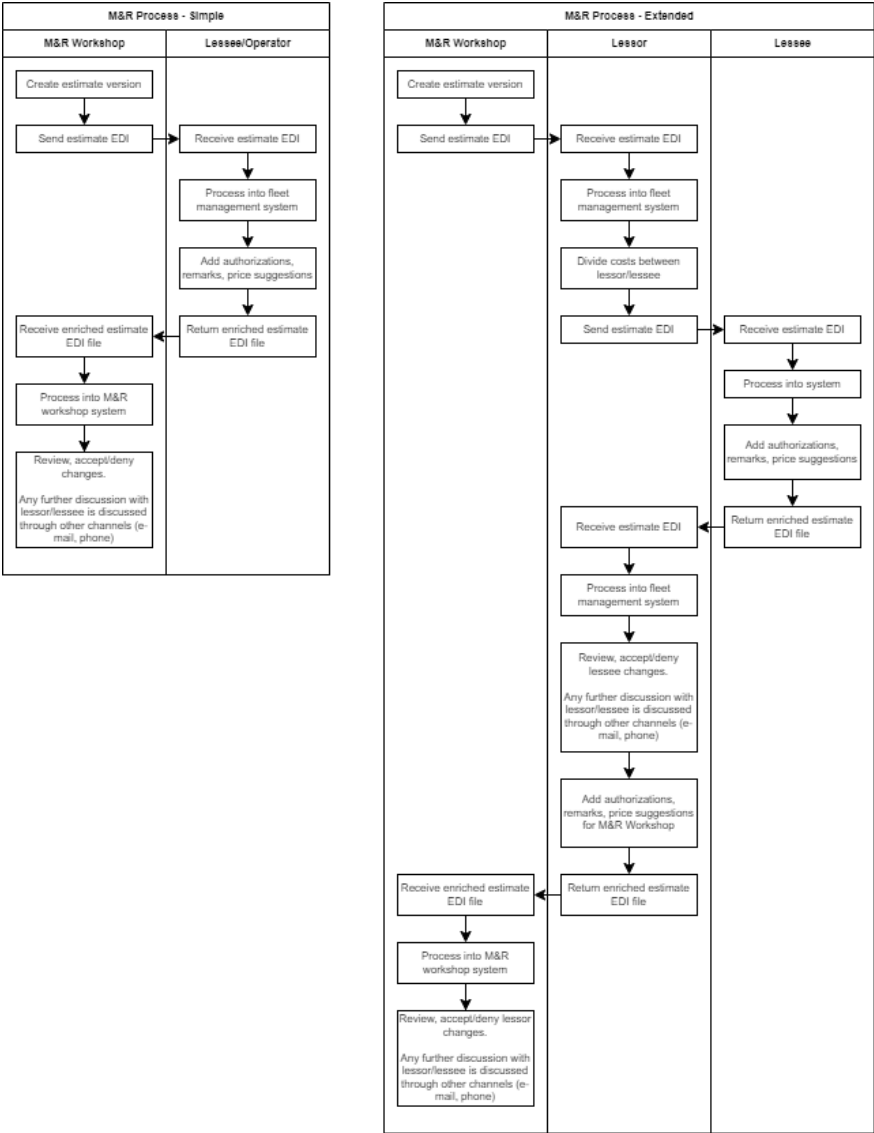 M&R Process - Simple
M&R Workshop
Lessee/Operator
Create estimate version
Send estimate EDI
Receive estimate EDI
Process into fleet
management system
Add authorizations,
remarks, price suggestions
Return enriched estimate
EDI file
Receive enriched estimate
EDI file
Process into M&R
workshop system
Review, accept/deny
changes.
Any further discussion with
lessor/lessee is discussed
through other channels (e-
mail, phone)
M&R Process - Extended
M&R Workshop
Lessor
Lessee
Create estimate version
Send estimate EDI
Receive estimate EDI
Process into fleet
management system
Divide costs between
lessor/lessee
Send estimate EDI
Receive estimate EDI
Process into system
Add authorizations,
remarks, price suggestions
Return enriched estimate
EDI file
Receive estimate EDI
Process into fleet
management system
Review, accept/deny
lessee changes.
Any further discussion with
lessor/lessee is discussed
through other channels (e-
mail, phone)
Add authorizations,
remarks, price suggestions
for M&R Workshop
Return enriched estimate
EDI file
Receive enriched estimate
EDI file
Process into M&R
workshop system
Review, accept/deny lessor
changes.
Any further discussion with
lessor/lessee is discussed
through other channels (e-
mail, phone)